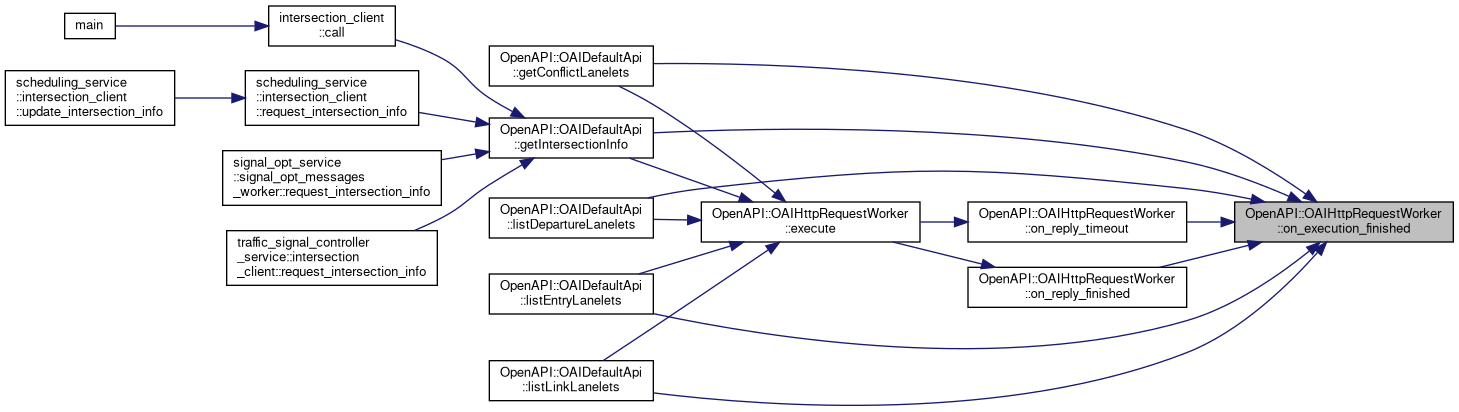 main
intersection_client
::call
scheduling_service
::intersection_client
::update_intersection_info
scheduling_service
::intersection_client
::request_intersection_info
signal_opt_service
::signal_opt_messages
_worker::request_intersection_info
traffic_signal_controller
_service::intersection
_client::request_intersection_info
OpenAPI::OAIDefaultApi
::getConflictLanelets
OpenAPI::OAIDefaultApi
::getIntersectionInfo
OpenAPI::OAIDefaultApi
::listDepartureLanelets
OpenAPI::OAIDefaultApi
::listEntryLanelets
OpenAPI::OAIDefaultApi
::listLinkLanelets
OpenAPI::OAIHttpRequestWorker
::execute
OpenAPI::OAIHttpRequestWorker
::on_reply_timeout
OpenAPI::OAIHttpRequestWorker
::on_reply_finished
OpenAPI::OAIHttpRequestWorker
::on_execution_finished